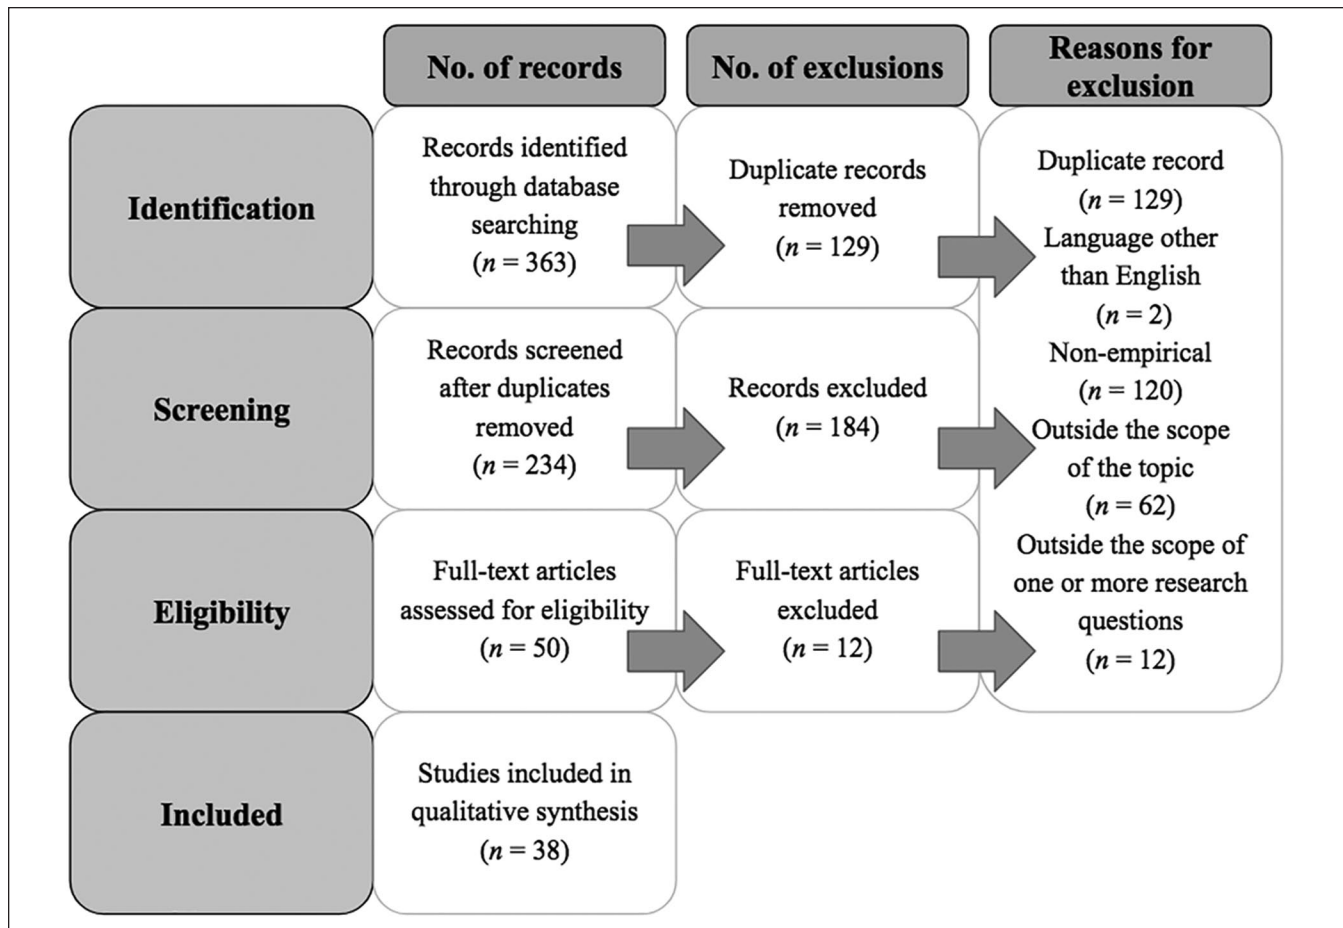 No. of records
No. of exclusions
Reasons for
exclusion
Identification
Records identified
through database
searching
(n = 363)
Duplicate records
removed
(n = 129)
Duplicate record
(n = 129)
Language other
than English
(n = 2)
Non-empirical
(n = 120)
Outside the scope
of the topic
(n = 62)
Outside the scope of
one or more research
questions
(n = 12)
Screening
Records screened
after duplicates
removed
(n = 234)
Records excluded
(n = 184)
Eligibility
Full-text articles
assessed for eligibility
(n = 50)
Full-text articles
excluded
(n = 12)
Included
Studies included in
qualitative synthesis
(n = 38)